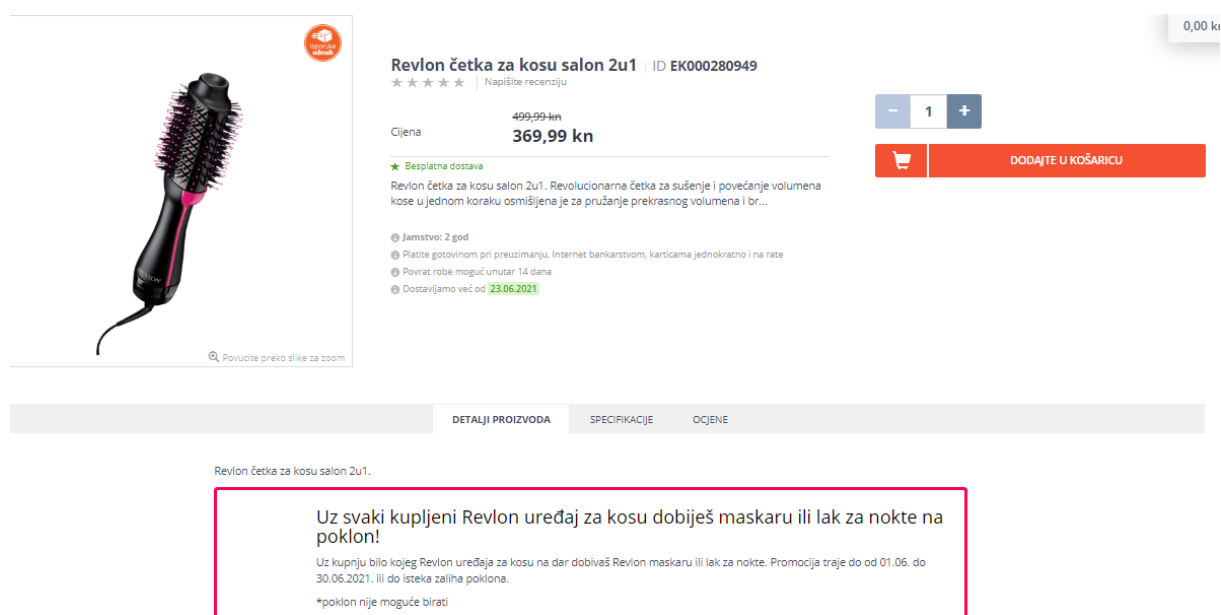 isporuka
odmah
0,00 kn
Revlon četka za kosu salon 2u1 | ID EK000280949
Napišite recenziju
499,99 kn
Cijena
369,99 kn
− 1 +
DODAJTE U KOŠARICU
Besplatna dostava
Revlon četka za kosu salon 2u1. Revolucionarna četka za sušenje i povećanje volumena
kose u jednom koraku osmišljena je za pružanje prekrasnog volumena i br...
Jamstvo: 2 god
Platite gotovinom pri preuzimanju, Internet bankarstvom, karticama jednokratno i na rate
Povrat robe moguć unutar 14 dana
Dostavljamo već od 23.06.2021
REVLON
Povucite preko slike za zoom
DETALJI PROIZVODA SPECIFIKACIJE OCJENE
Revlon četka za kosu salon 2u1.
Uz svaki kupljeni Revlon uređaj za kosu dobiješ maskaru ili lak za nokte na
poklon!
Uz kupnju bilo kojeg Revlon uređaja za kosu na dar dobivaš Revlon maskaru ili lak za nokte. Promocija traje do od 01.06. do
30.06.2021. ili do isteka zaliha poklona.
*poklon nije moguće birati